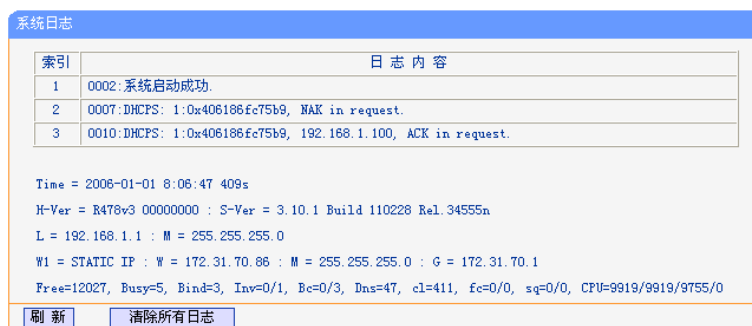 系统日志
索引 日 志 内 容
1 0002:系统启动成功.
2 0007:DHCPS: 1:0x406186fc75b9, NAK in request.
3 0010:DHCPS: 1:0x406186fc75b9, 192.168.1.100, ACK in request.
Time = 2006-01-01 8:06:47 409s
H-Ver = R478v3 00000000 : S-Ver = 3.10.1 Build 110228 Rel.34555n
L = 192.168.1.1 : M = 255.255.255.0
W1 = STATIC IP : W = 172.31.70.86 : M = 255.255.255.0 : G = 172.31.70.1
Free=12027, Busy=5, Bind=3, Inv=0/1, Bc=0/3, Dns=47, cl=411, fc=0/0, sq=0/0, CPU=9919/9919/9755/0
刷 新 清除所有日志